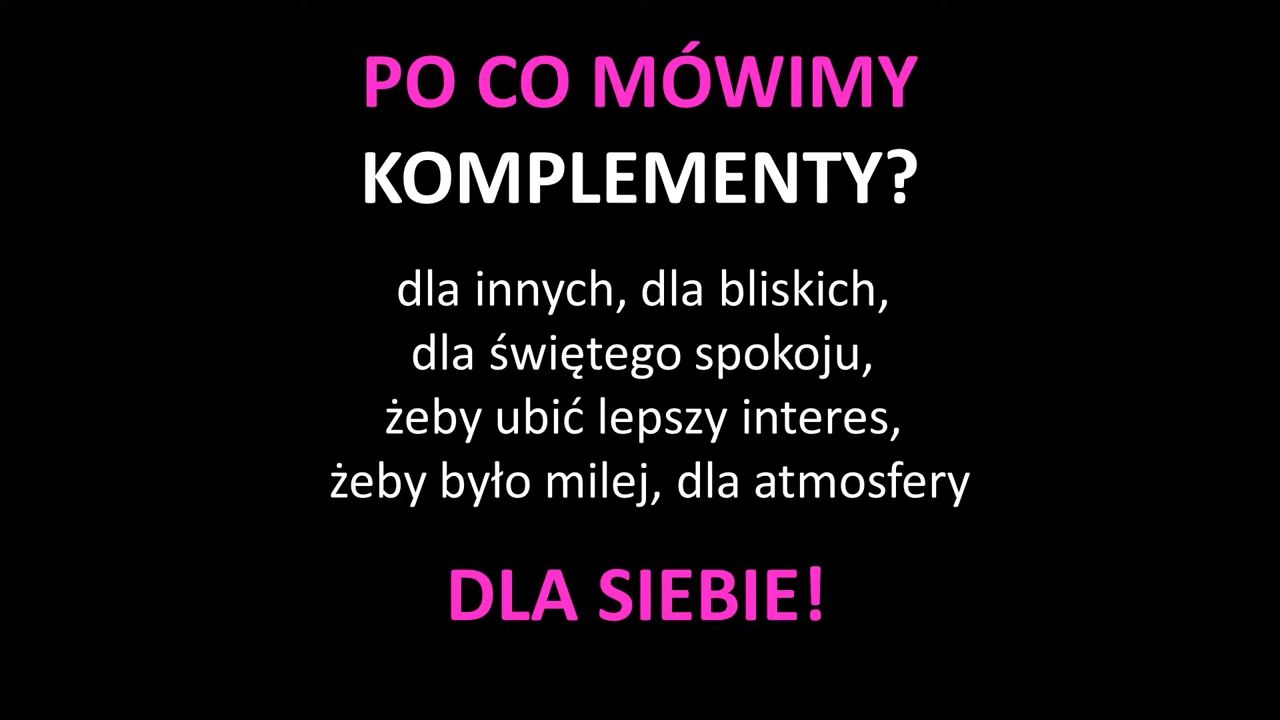 PO CO MÓWIMY
KOMPLEMENTY?
dla innych, dla bliskich,
dla świętego spokoju,
żeby ubić lepszy interes,
żeby było milej, dla atmosfery
DLA SIEBIE!